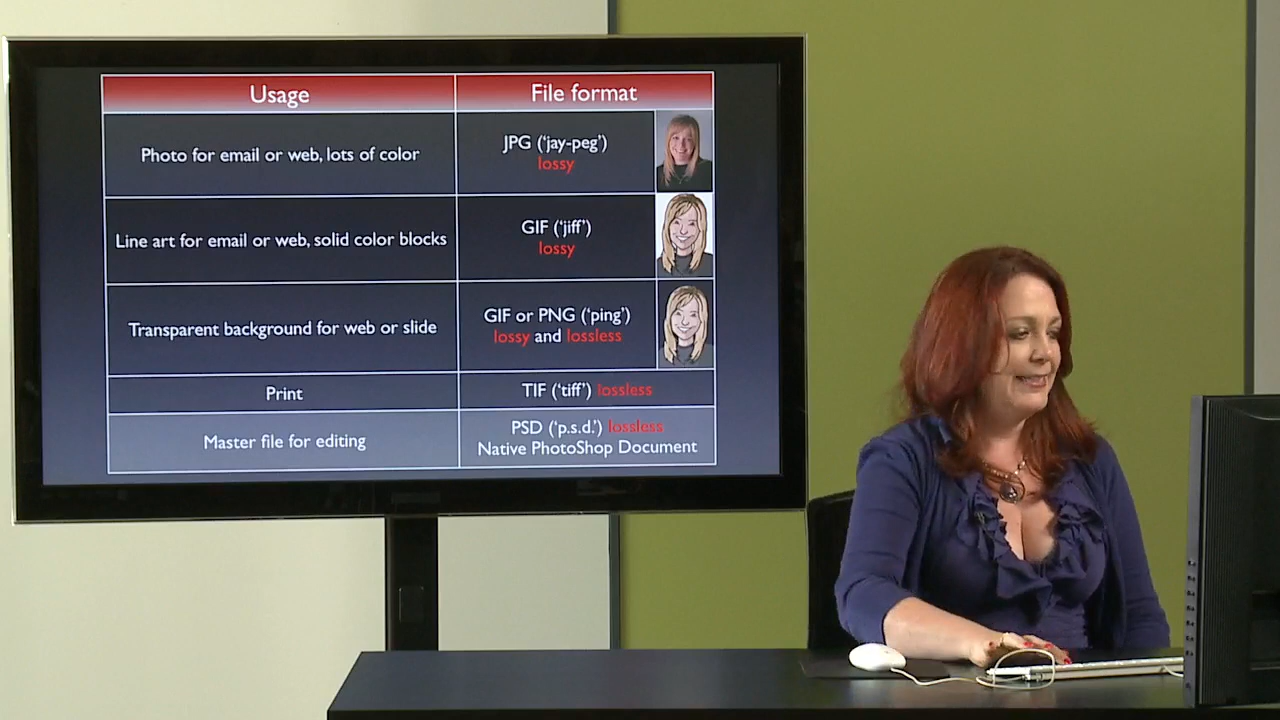 Usage
File format
Photo for email or web, lots of color
JPG (‘jay-peg’)
lossy
Line art for email or web, solid color blocks
GIF (‘jiff’)
lossy
Transparent background for web or slide
GIF or PNG (‘ping’)
lossy and lossless
Print
TIF (‘tiff’) lossless
Master file for editing
PSD (‘p.s.d.’) lossless
Native PhotoShop Document